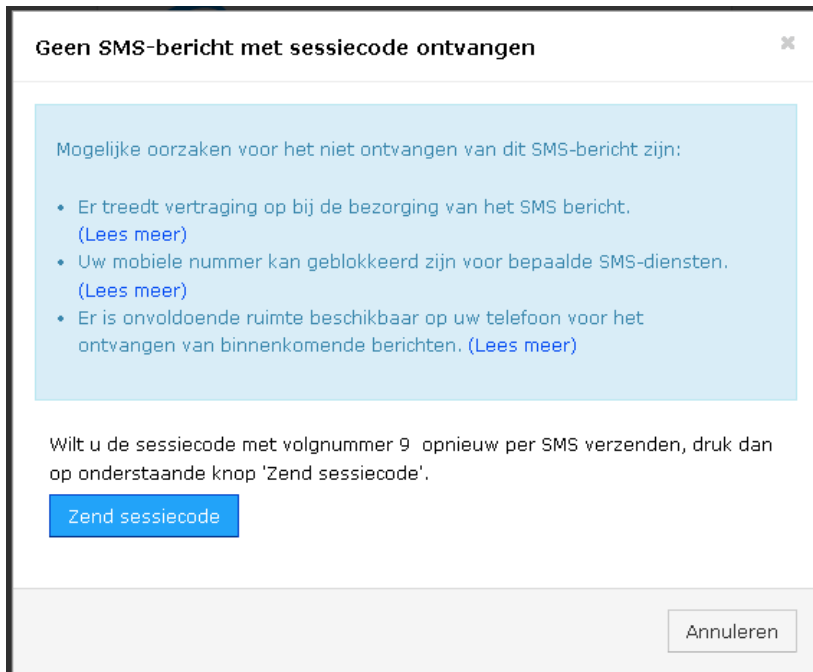 Geen SMS-bericht met sessiecode ontvangen
Mogelijke oorzaken voor het niet ontvangen van dit SMS-bericht zijn:
• Er treedt vertraging op bij de bezorging van het SMS bericht.
(Lees meer)
• Uw mobiele nummer kan geblokkeerd zijn voor bepaalde SMS-diensten.
(Lees meer)
• Er is onvoldoende ruimte beschikbaar op uw telefoon voor het
ontvangen van binnenkomende berichten. (Lees meer)
Wilt u de sessiecode met volgnummer 9 opnieuw per SMS verzenden, druk dan
op onderstaande knop 'Zend sessiecode'.
Zend sessiecode
Annuleren